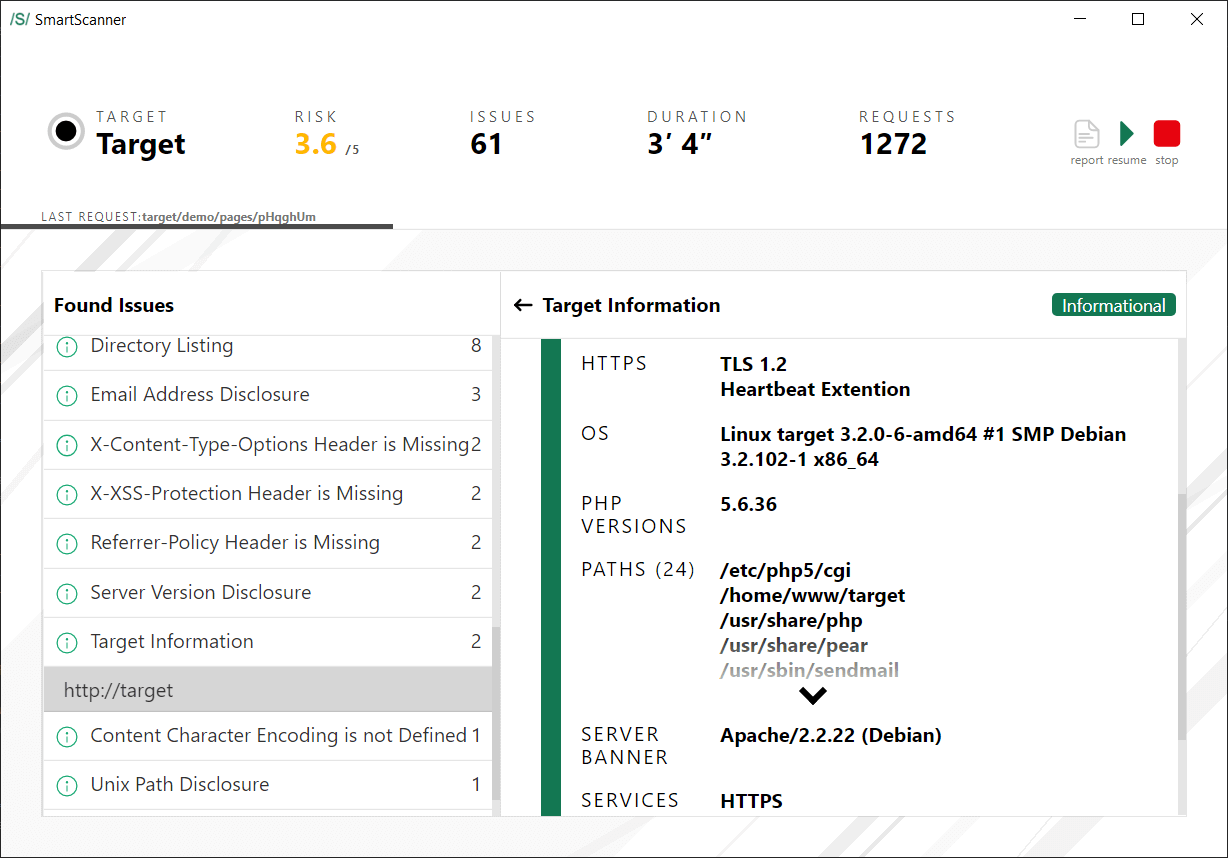 /S/ SmartScanner
TARGET
Target
RISK
3.6 /5
ISSUES
61
DURATION
3′ 4″
REQUESTS
1272
report
resume
stop
LAST REQUEST:target/demo/pages/pHqghUm
Found Issues
Directory Listing 8
Email Address Disclosure 3
X-Content-Type-Options Header is Missing 2
X-XSS-Protection Header is Missing 2
Referrer-Policy Header is Missing 2
Server Version Disclosure 2
Target Information 2
http://target
Content Character Encoding is not Defined 1
Unix Path Disclosure 1
Target Information
Informational
HTTPS
TLS 1.2
Heartbeat Extention
OS
Linux target 3.2.0-6-amd64 #1 SMP Debian
3.2.102-1 x86_64
PHP
VERSIONS
5.6.36
PATHS (24)
/etc/php5/cgi
/home/www/target
/usr/share/php
/usr/share/pear
/usr/sbin/sendmail
SERVER
BANNER
Apache/2.2.22 (Debian)
SERVICES
HTTPS